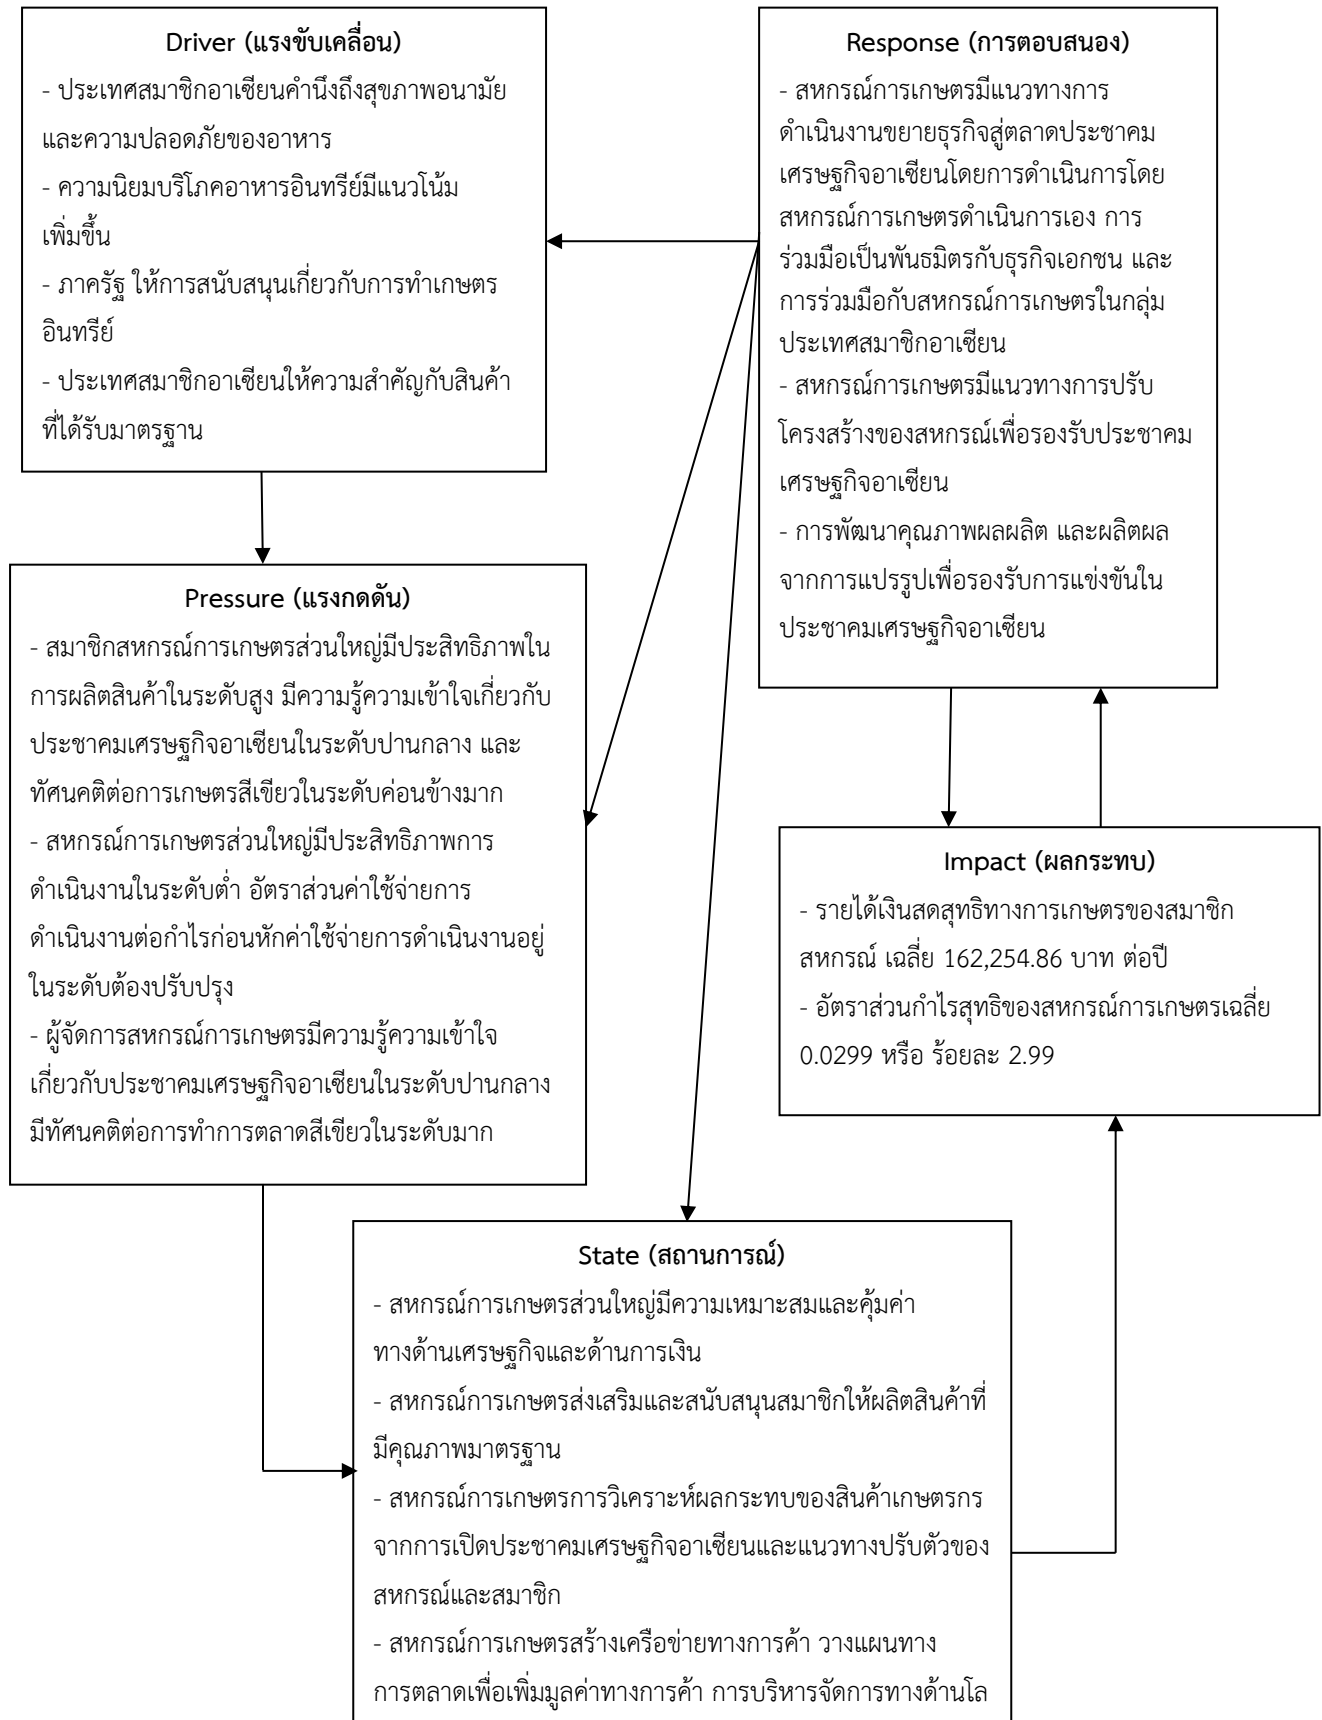 Driver (แรงขับเคลื่อน)
- ประเทศสมาชิกอาเซียนคำนึงถึงสุขภาพอนามัย
และความปลอดภัยของอาหาร
- ความนิยมบริโภคอาหารอินทรีย์มีแนวโน้ม
เพิ่มขึ้น
- ภาครัฐ ให้การสนับสนุนเกี่ยวกับการทำเกษตร
อินทรีย์
- ประเทศสมาชิกอาเซียนให้ความสำคัญกับสินค้า
ที่ได้รับมาตรฐาน
Response (การตอบสนอง)
- สหกรณ์การเกษตรมีแนวทางการ
ดำเนินงานขยายธุรกิจสู่ตลาดประชาคม
เศรษฐกิจอาเซียนโดยการดำเนินการโดย
สหกรณ์การเกษตรดำเนินการเอง การ
ร่วมมือเป็นพันธมิตรกับธุรกิจเอกชน และ
การร่วมมือกับสหกรณ์การเกษตรในกลุ่ม
ประเทศสมาชิกอาเซียน
- สหกรณ์การเกษตรมีแนวทางการปรับ
โครงสร้างของสหกรณ์เพื่อรองรับประชาคม
เศรษฐกิจอาเซียน
- การพัฒนาคุณภาพผลผลิต และผลิตผล
จากการแปรรูปเพื่อรองรับการแข่งขันใน
ประชาคมเศรษฐกิจอาเซียน
Pressure (แรงกดดัน)
- สมาชิกสหกรณ์การเกษตรส่วนใหญ่มีประสิทธิภาพใน
การผลิตสินค้าในระดับสูง มีความรู้ความเข้าใจเกี่ยวกับ
ประชาคมเศรษฐกิจอาเซียนในระดับปานกลาง และ
ทัศนคติต่อการเกษตรสีเขียวในระดับค่อนข้างมาก
- สหกรณ์การเกษตรส่วนใหญ่มีประสิทธิภาพการ
ดำเนินงานในระดับต่ำ อัตราส่วนค่าใช้จ่ายการ
ดำเนินงานต่อกำไรก่อนหักค่าใช้จ่ายการดำเนินงานอยู่
ในระดับต้องปรับปรุง
- ผู้จัดการสหกรณ์การเกษตรมีความรู้ความเข้าใจ
เกี่ยวกับประชาคมเศรษฐกิจอาเซียนในระดับปานกลาง
มีทัศนคติต่อการทำการตลาดสีเขียวในระดับมาก
Impact (ผลกระทบ)
- รายได้เงินสดสุทธิทางการเกษตรของสมาชิก
สหกรณ์ เฉลี่ย 162,254.86 บาท ต่อปี
- อัตราส่วนกำไรสุทธิของสหกรณ์การเกษตรเฉลี่ย
0.0299 หรือ ร้อยละ 2.99
State (สถานการณ์)
- สหกรณ์การเกษตรส่วนใหญ่มีความเหมาะสมและคุ้มค่า
ทางด้านเศรษฐกิจและด้านการเงิน
- สหกรณ์การเกษตรส่งเสริมและสนับสนุนสมาชิกให้ผลิตสินค้าที่
มีคุณภาพมาตรฐาน
- สหกรณ์การเกษตรการวิเคราะห์ผลกระทบของสินค้าเกษตรกร
จากการเปิดประชาคมเศรษฐกิจอาเซียนและแนวทางปรับตัวของ
สหกรณ์และสมาชิก
- สหกรณ์การเกษตรสร้างเครือข่ายทางการค้า วางแผนทาง
การตลาดเพื่อเพิ่มมูลค่าทางการค้า การบริหารจัดการทางด้านโล